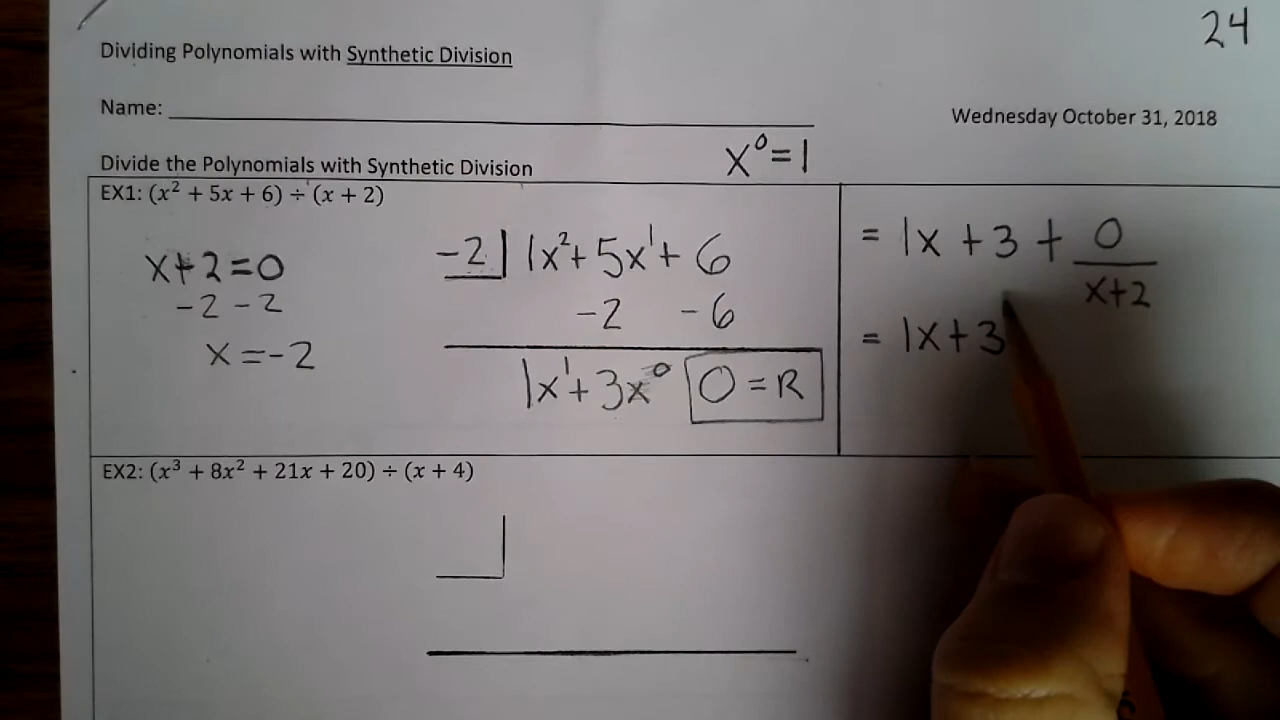 24
Dividing Polynomials with Synthetic Division
Name:
Wednesday October 31, 2018
Divide the Polynomials with Synthetic Division
x⁰ = 1
EX1: (x² + 5x + 6) ÷ (x + 2)
x + 2 = 0
-2 -2
x = -2
-2 1x² + 5x¹ + 6
-2 -6
1x¹ + 3x⁰ 0 = R
= 1x + 3 + 0
x+2
= 1x + 3
EX2: (x³ + 8x² + 21x + 20) ÷ (x + 4)